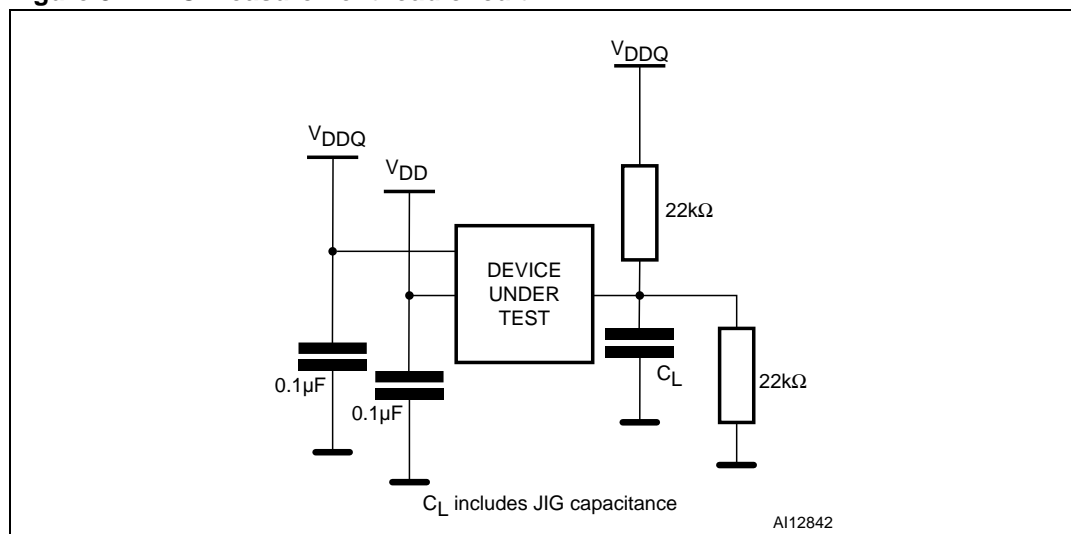 VDDQ
VDDQ
VDD
22kΩ
DEVICE
UNDER
TEST
0.1µF
CL
22kΩ
0.1µF
CL includes JIG capacitance
AI12842